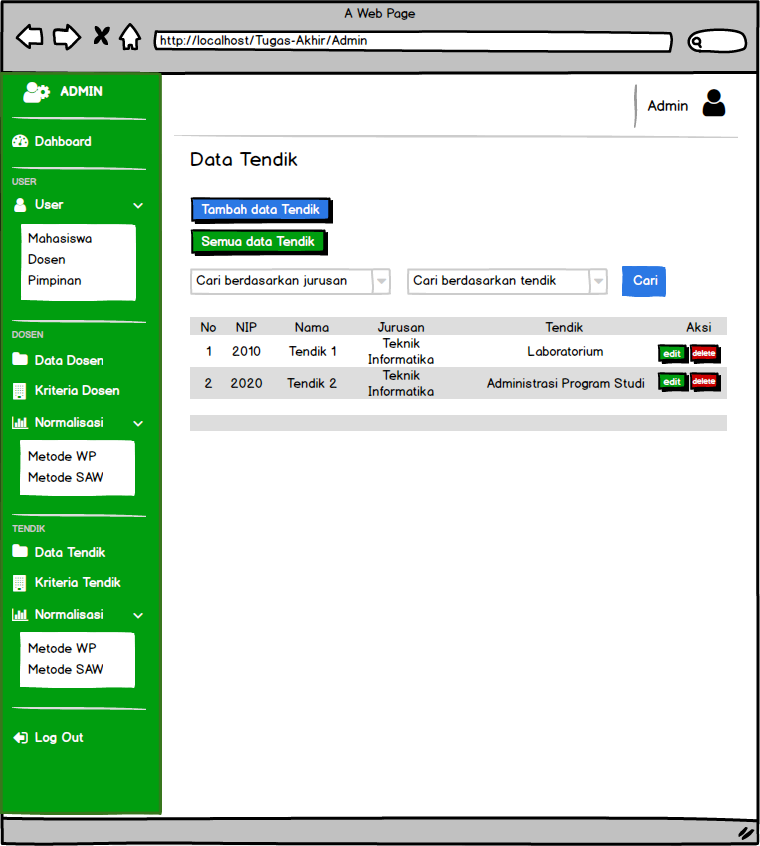 A Web Page
http://localhost/Tugas-Akhir/Admin
ADMIN
Dahboard
USER
User
Mahasiswa
Dosen
Pimpinan
DOSEN
Data Dosen
Kriteria Dosen
Normalisasi
Metode WP
Metode SAW
TENDIK
Data Tendik
Kriteria Tendik
Normalisasi
Metode WP
Metode SAW
Log Out
Admin
Data Tendik
Tambah data Tendik
Semua data Tendik
Cari berdasarkan jurusan
Cari berdasarkan tendik
Cari
No NIP Nama Jurusan Tendik Aksi
1 2010 Tendik 1 Teknik Informatika Laboratorium edit delete
2 2020 Tendik 2 Teknik Informatika Administrasi Program Studi edit delete